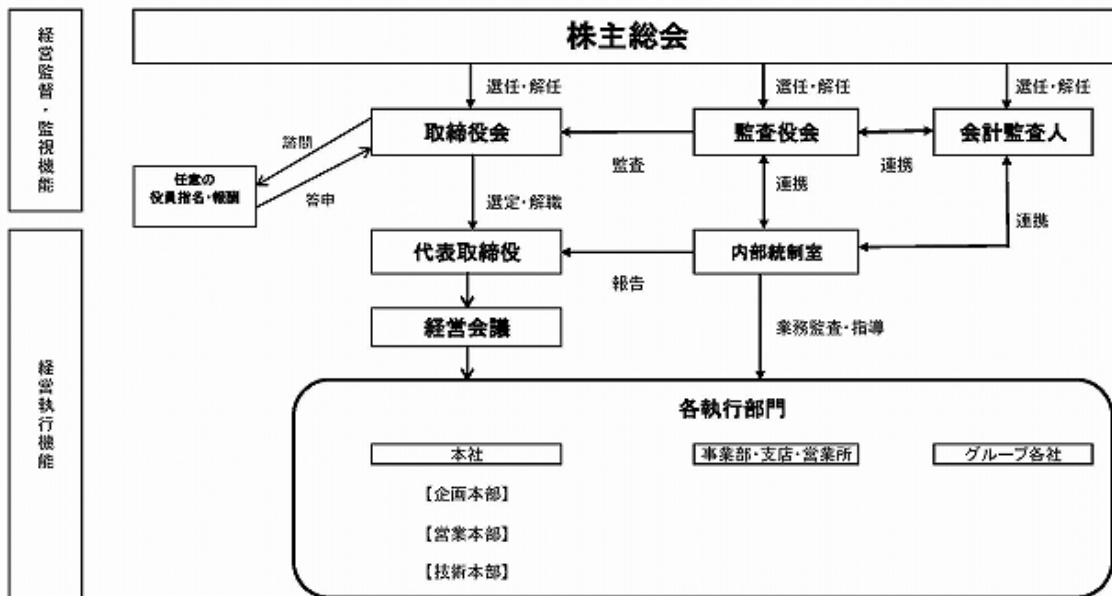 経営監督・監視機能
株主総会
選任・解任
選任・解任
選任・解任
取締役会
監査役会
会計監査人
諮問
監査
連携
任意の
役員指名・報酬
答申
連携
選定・解職
連携
代表取締役
内部統制室
報告
経営会議
業務監査・指導
経営執行機能
各執行部門
本社
事業部・支店・営業所
グループ各社
【企画本部】
【営業本部】
【技術本部】